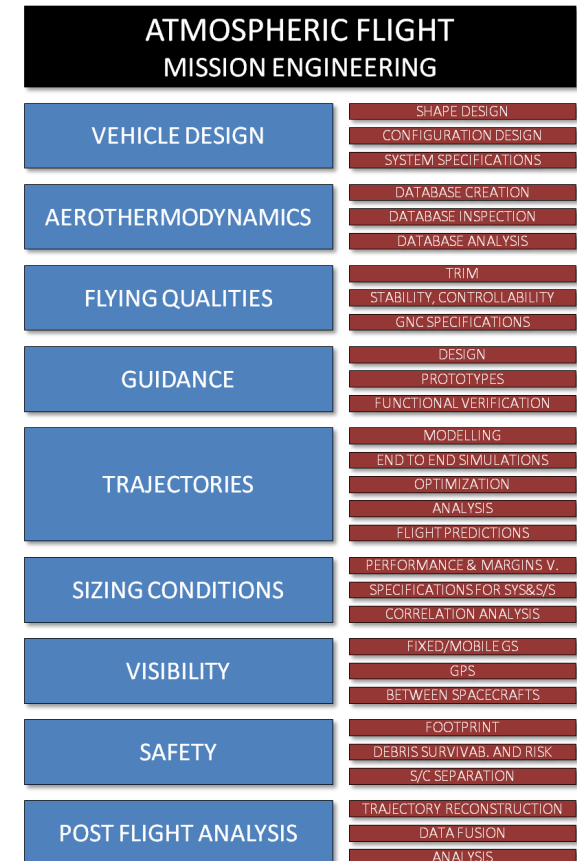 ATMOSPHERIC FLIGHT
MISSION ENGINEERING
VEHICLE DESIGN
SHAPE DESIGN
CONFIGURATION DESIGN
SYSTEM SPECIFICATIONS
AEROTHERMODYNAMICS
DATABASE CREATION
DATABASE INSPECTION
DATABASE ANALYSIS
FLYING QUALITIES
TRIM
STABILITY, CONTROLLABILITY
GNC SPECIFICATIONS
GUIDANCE
DESIGN
PROTOTYPES
FUNCTIONAL VERIFICATION
TRAJECTORIES
MODELLING
END TO END SIMULATIONS
OPTIMIZATION
ANALYSIS
FLIGHT PREDICTIONS
SIZING CONDITIONS
PERFORMANCE & MARGINS V.
SPECIFICATIONS FOR SYS&S/S
CORRELATION ANALYSIS
VISIBILITY
FIXED/MOBILE GS
GPS
BETWEEN SPACECRAFTS
SAFETY
FOOTPRINT
DEBRIS SURVIVAB. AND RISK
S/C SEPARATION
POST FLIGHT ANALYSIS
TRAJECTORY RECONSTRUCTION
DATA FUSION
ANALYSIS